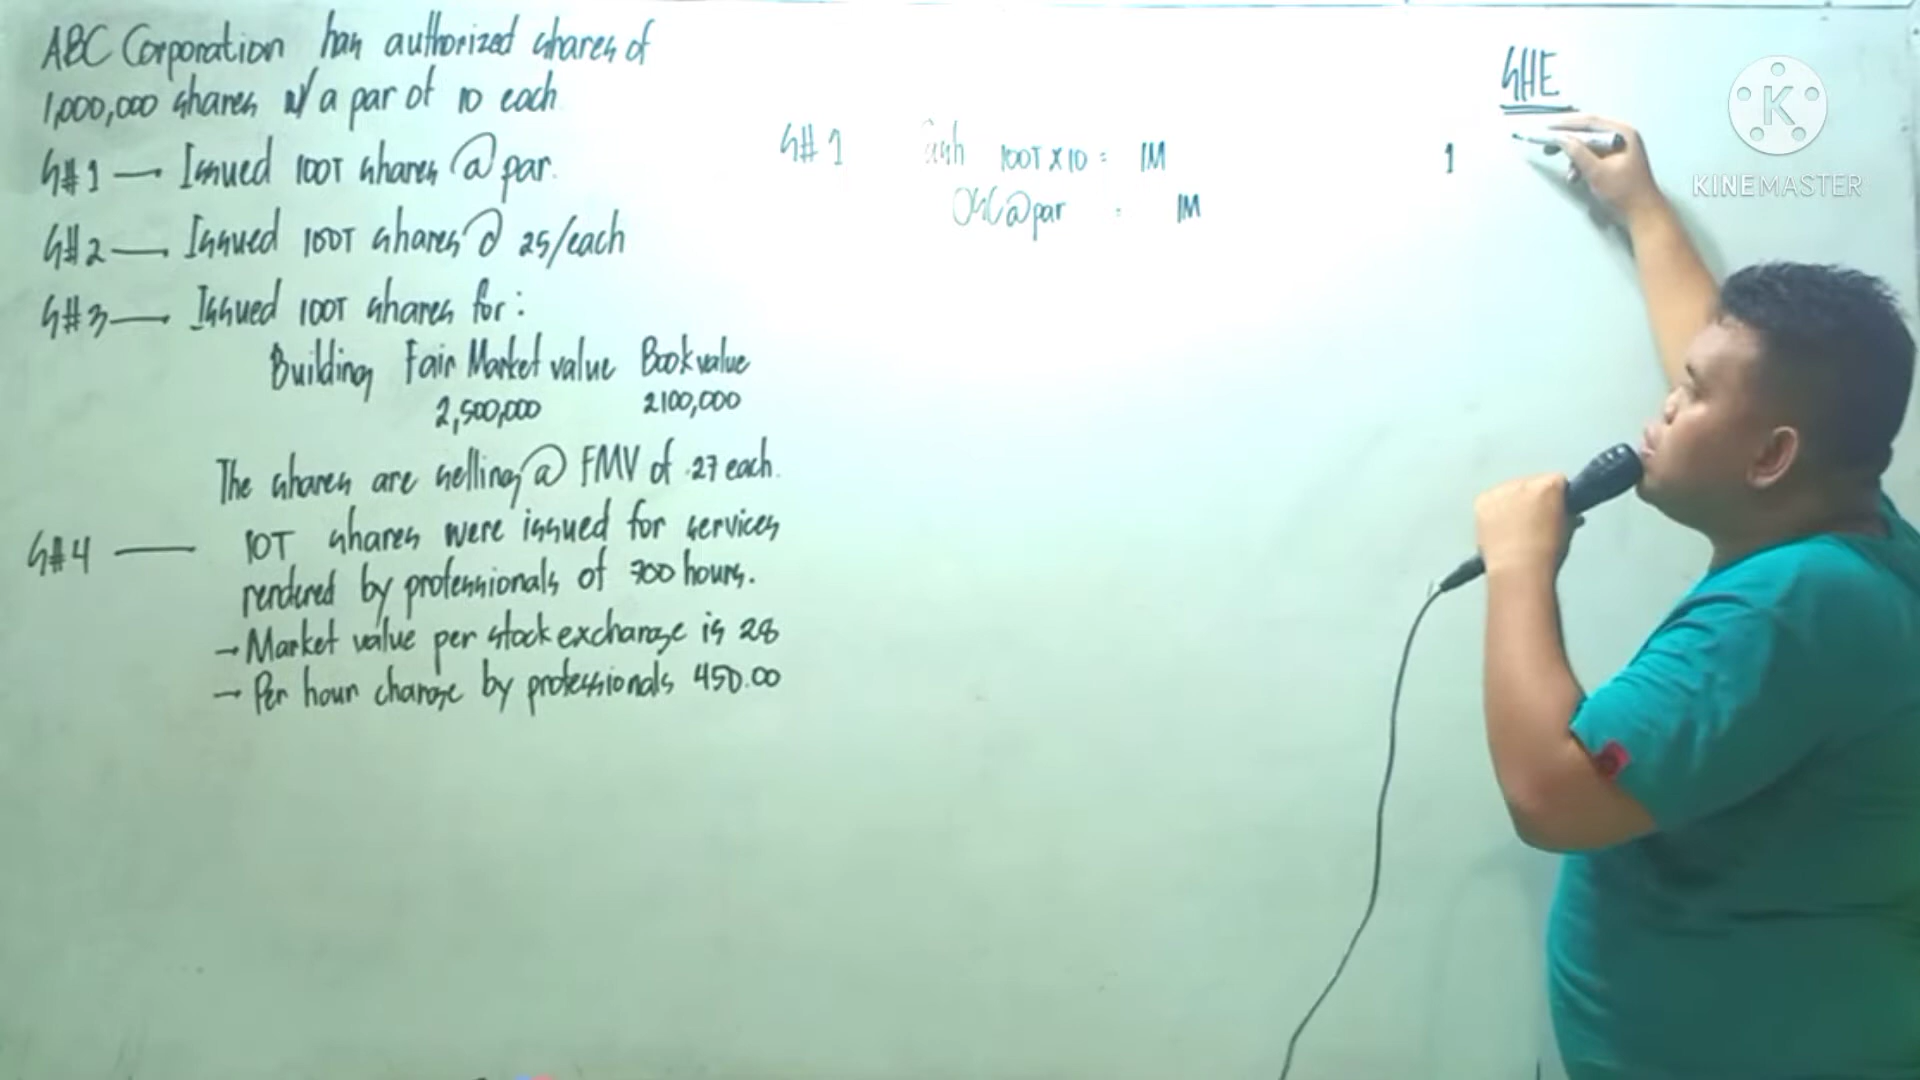 ABC Corporation has authorized shares of
1,000,000 shares w/ a par of 10 each
S#1 — Issued 100T shares @ par.
S#2 — Issued 100T shares @ 25/each
S#3 — Issued 100T shares for:
Building Fair Market value Book value
2,500,000 2100,000
The shares are selling @ FMV of 27 each.
S#4 — 10T shares were issued for services
rendered by professionals of 700 hours.
→ Market value per stock exchange is 28
→ Per hour charge by professionals 450.00
S#1 Cash 100T x 10 = 1M
OSC @ par 1M
SHE
1
K
KINEMASTER